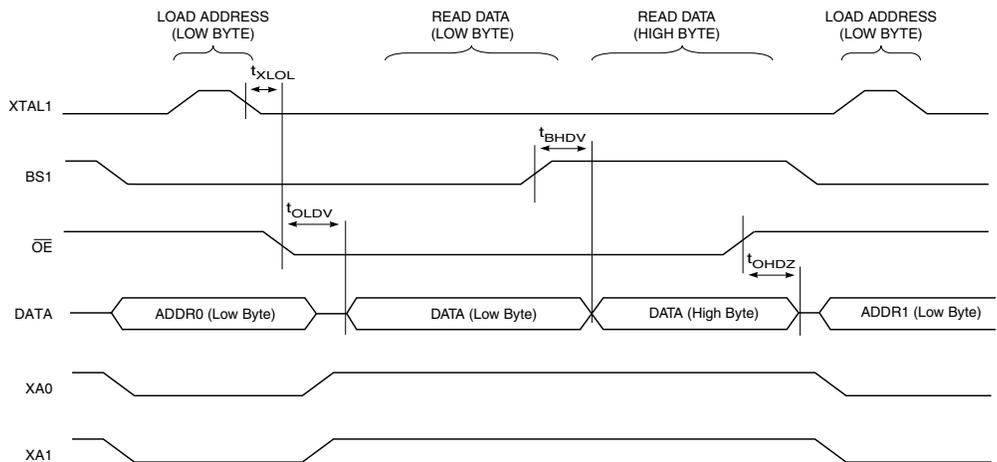 LOAD ADDRESS
(LOW BYTE)
READ DATA
(LOW BYTE)
READ DATA
(HIGH BYTE)
LOAD ADDRESS
(LOW BYTE)
tXLOL
XTAL1
tBHDV
BS1
tOLDV
OE
tOHDZ
DATA
ADDR0 (Low Byte)
DATA (Low Byte)
DATA (High Byte)
ADDR1 (Low Byte)
XA0
XA1